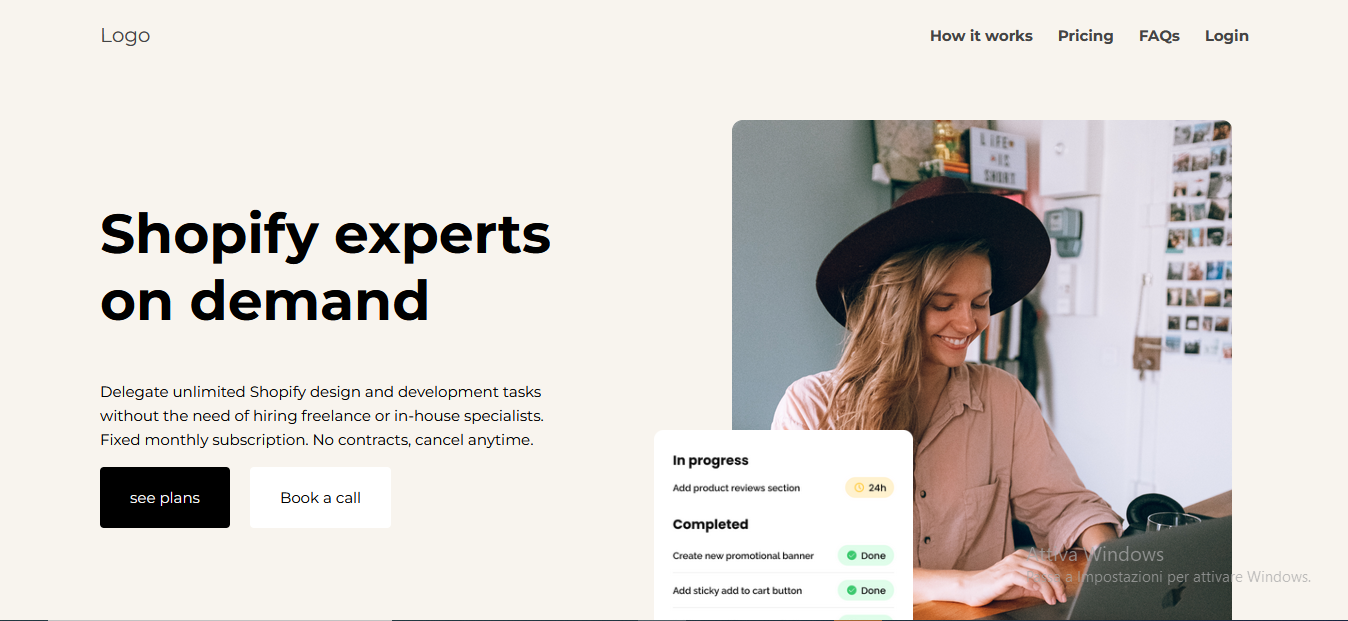 Logo
How it works
Pricing
FAQs
Login
LIFE
IS
SHORT
Shopify experts
on demand
Delegate unlimited Shopify design and development tasks
without the need of hiring freelance or in-house specialists.
Fixed monthly subscription. No contracts, cancel anytime.
see plans
Book a call
In progress
Add product reviews section
24h
Completed
Create new promotional banner
Done
Add sticky add to cart button
Done
Attiva Windows
a Impostazioni per attivare Windows.